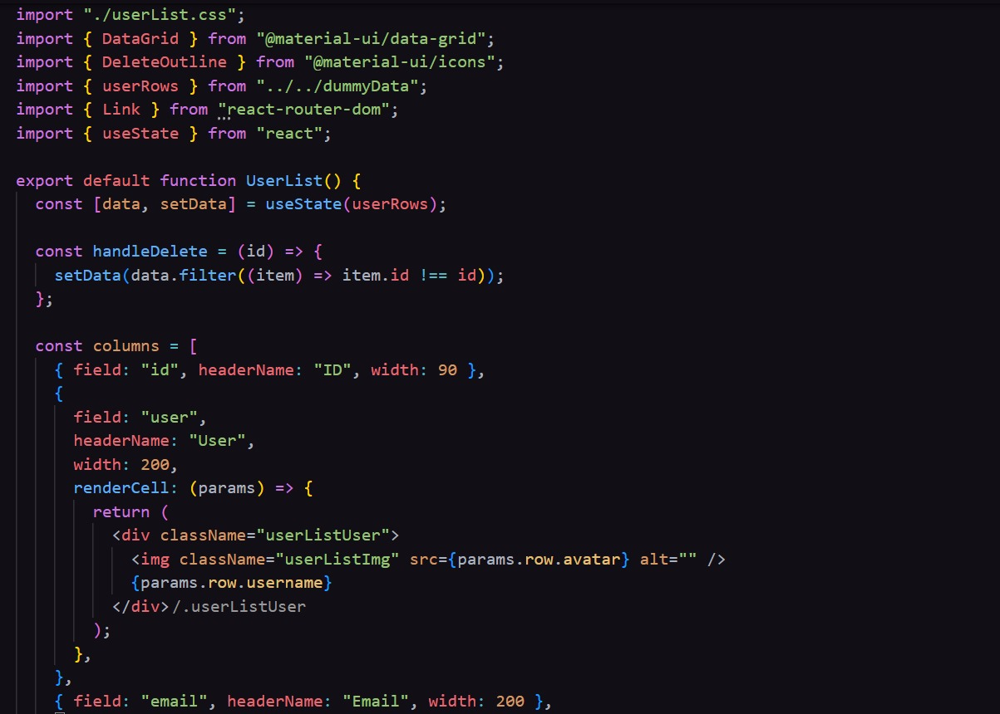 import "./userList.css";
import { DataGrid } from "@material-ui/data-grid";
import { DeleteOutline } from "@material-ui/icons";
import { userRows } from "../../dummyData";
import { Link } from "react-router-dom";
import { useState } from "react";

export default function UserList() {
  const [data, setData] = useState(userRows);

  const handleDelete = (id) => {
    setData(data.filter((item) => item.id !== id));
  };

  const columns = [
    { field: "id", headerName: "ID", width: 90 },
    {
      field: "user",
      headerName: "User",
      width: 200,
      renderCell: (params) => {
        return (
          <div className="userListUser">
            <img className="userListImg" src={params.row.avatar} alt="" />
            {params.row.username}
          </div>/.userListUser
        );
      },
    },
    { field: "email", headerName: "Email", width: 200 },